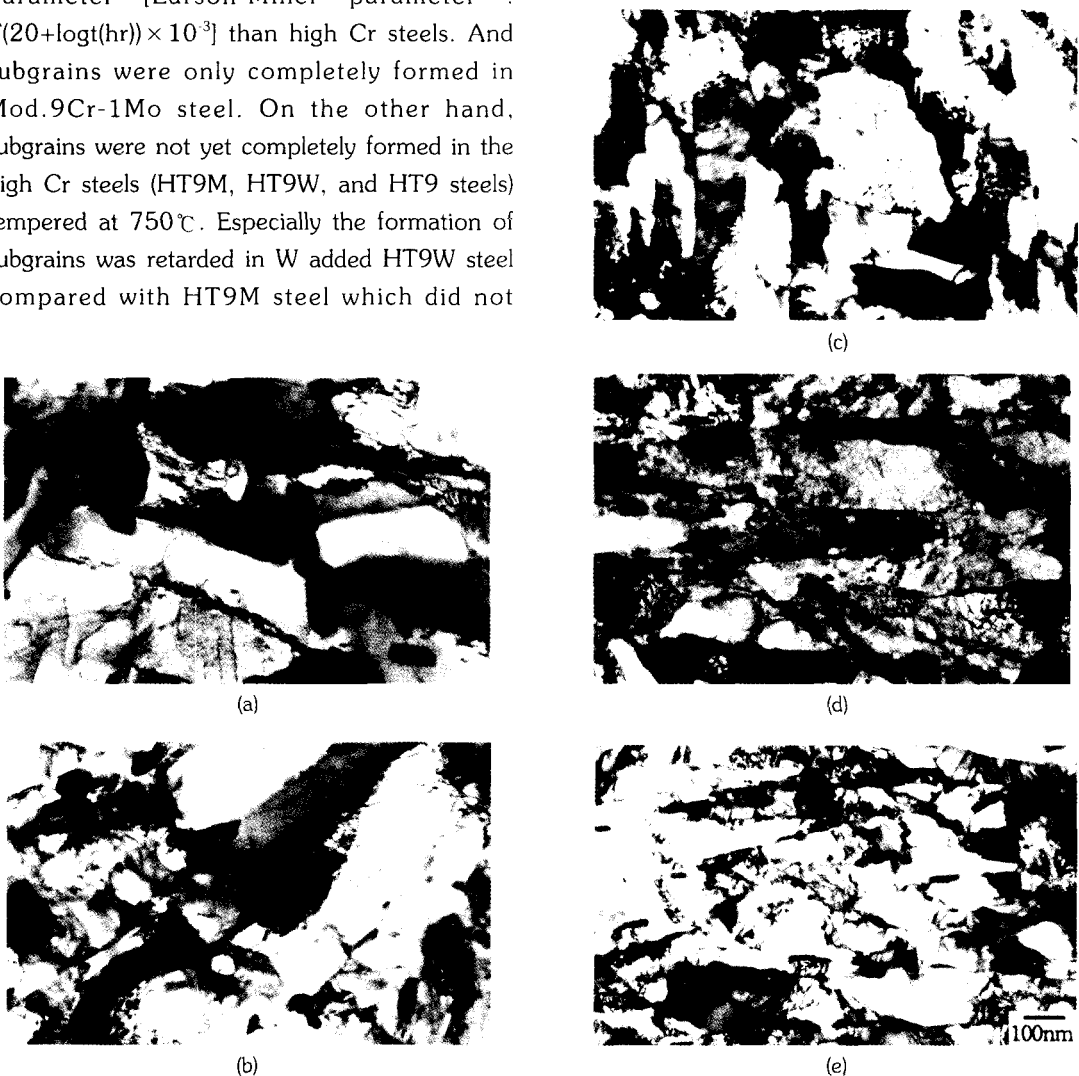 parameter [Larson-Miller parameter :
T(20+logt(hr))×10⁻³] than high Cr steels. And
subgrains were only completely formed in
Mod.9Cr-1Mo steel. On the other hand,
subgrains were not yet completely formed in the
high Cr steels (HT9M, HT9W, and HT9 steels)
tempered at 750℃. Especially the formation of
subgrains was retarded in W added HT9W steel
compared with HT9M steel which did not
(a)
(b)
(c)
(d)
100nm
(e)